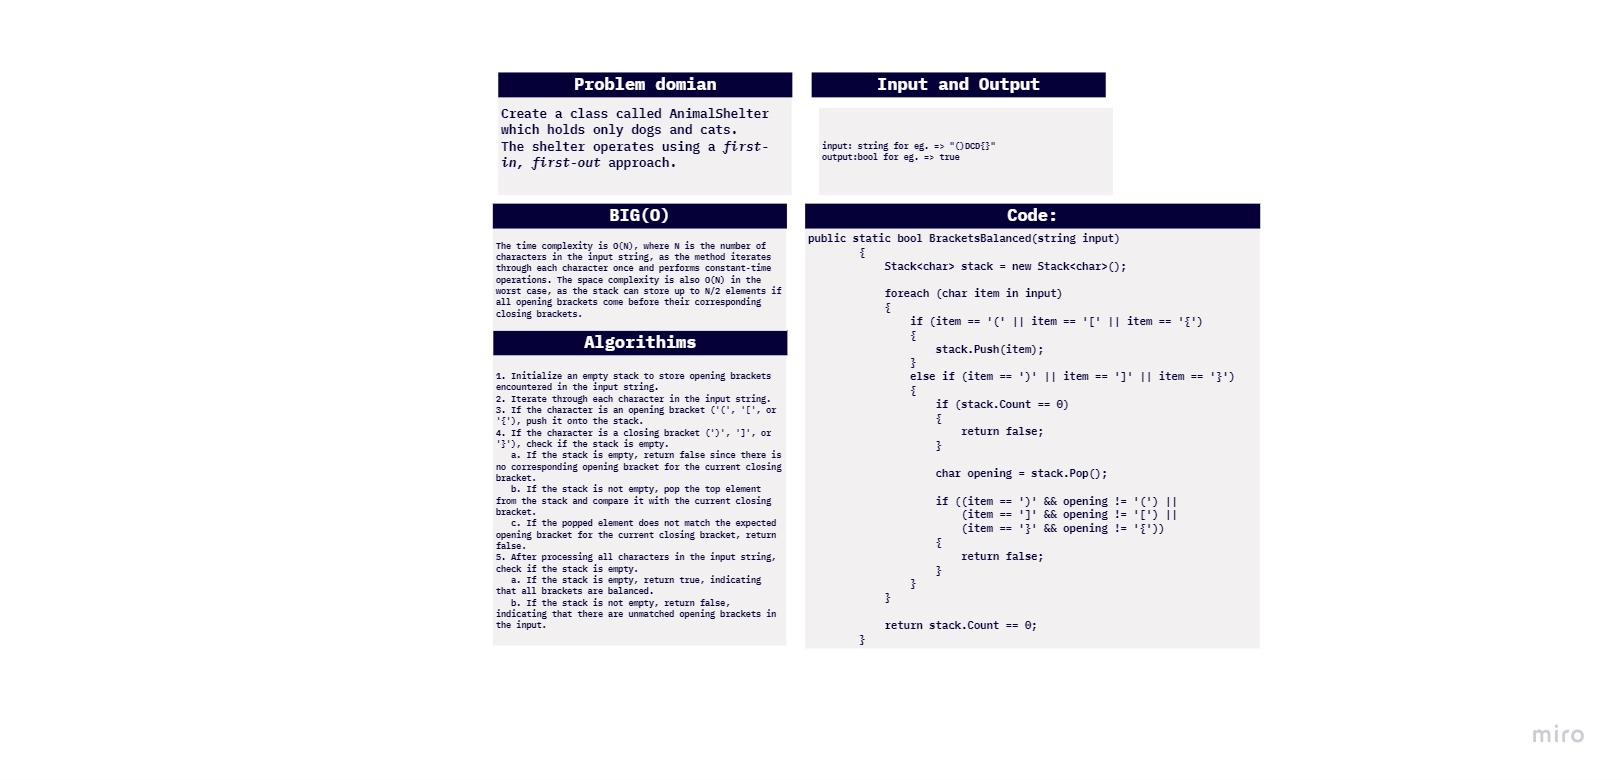 Problem domian
Create a class called AnimalShelter
which holds only dogs and cats.
The shelter operates using a first-
in, first-out approach.
Input and Output
input: string for eg. => "()DCD{}"
output:bool for eg. => true
BIG(O)
The time complexity is O(N), where N is the number of
characters in the input string, as the method iterates
through each character once and performs constant-time
operations. The space complexity is also O(N) in the
worst case, as the stack can store up to N/2 elements if
all opening brackets come before their corresponding
closing brackets.
Algorithims
1. Initialize an empty stack to store opening brackets
encountered in the input string.
2. Iterate through each character in the input string.
3. If the character is an opening bracket ('(', '[', or
'{'), push it onto the stack.
4. If the character is a closing bracket (')', ']', or
'}'), check if the stack is empty.
a. If the stack is empty, return false since there is
no corresponding opening bracket for the current closing
bracket.
b. If the stack is not empty, pop the top element
from the stack and compare it with the current closing
bracket.
c. If the popped element does not match the expected
opening bracket for the current closing bracket, return
false.
5. After processing all characters in the input string,
check if the stack is empty.
a. If the stack is empty, return true, indicating
that all brackets are balanced.
b. If the stack is not empty, return false,
indicating that there are unmatched opening brackets in
the input.
Code:
public static bool BracketsBalanced(string input)
{
Stack<char> stack = new Stack<char>();
foreach (char item in input)
{
if (item == '(' || item == '[' || item == '{')
{
stack.Push(item);
}
else if (item == ')' || item == ']' || item == '}')
{
if (stack.Count == 0)
{
return false;
}
char opening = stack.Pop();
if ((item == ')' && opening != '(') ||
(item == ']' && opening != '[') ||
(item == '}' && opening != '{'))
{
return false;
}
}
}
return stack.Count == 0;
}
miro